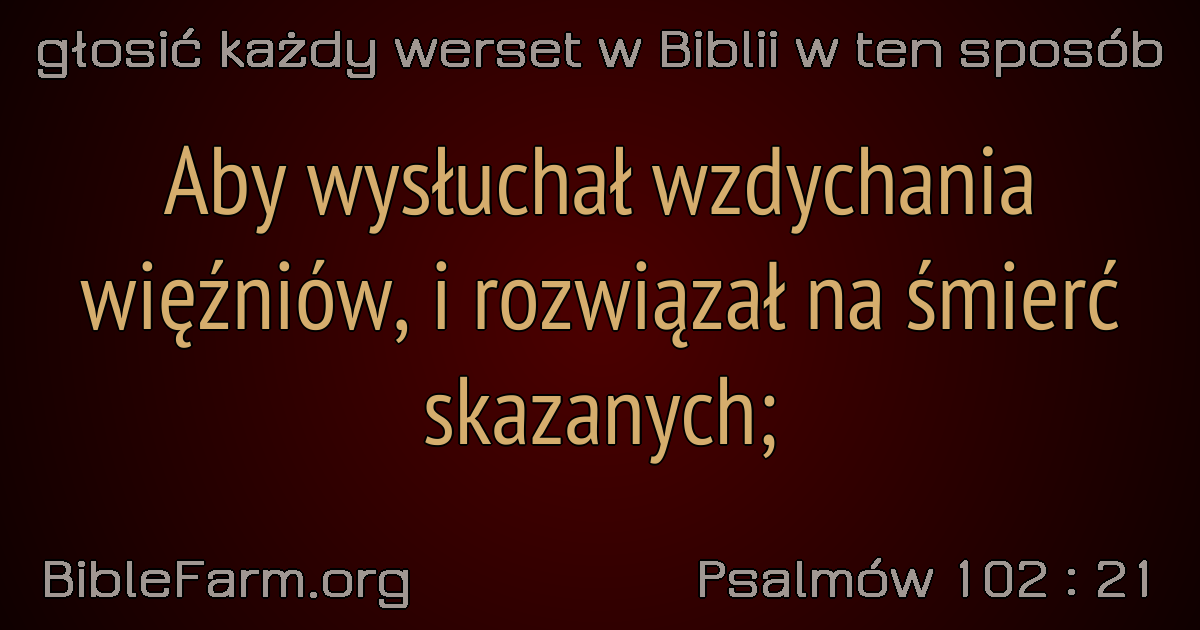 głosić każdy werset w Biblii w ten sposób
Aby wysłuchał wzdychania
więźniów, i rozwiązał na śmierć
skazanych;
BibleFarm.org
Psalmów 102 : 21